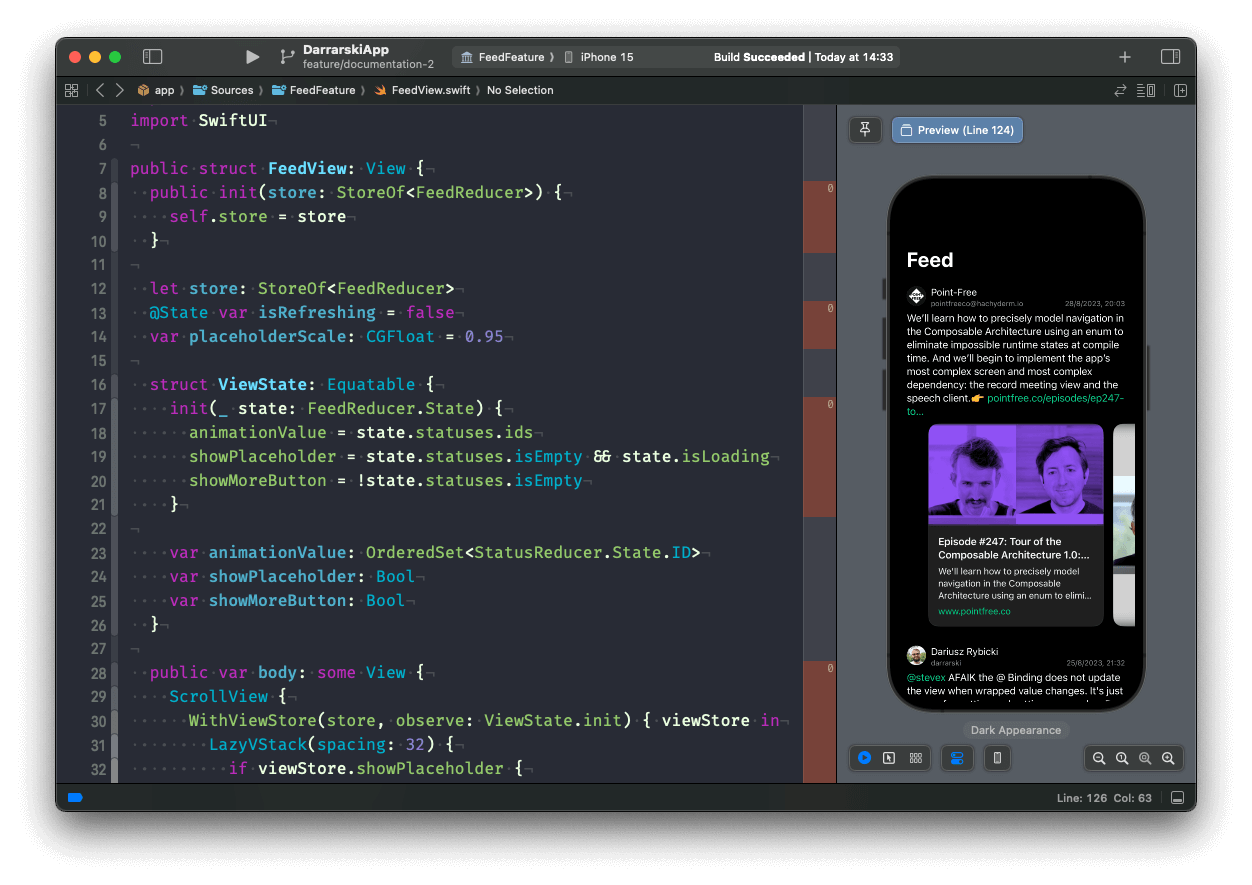 DarrarskiApp
feature/documentation-2
FeedFeature ⟩ iPhone 15
Build Succeeded | Today at 14:33
app ⟩ Sources ⟩ FeedFeature ⟩ FeedView.swift ⟩ No Selection
5 import SwiftUI
6
7 public struct FeedView: View {
8 public init(store: StoreOf<FeedReducer>) {
9 self.store = store
10 }
11
12 let store: StoreOf<FeedReducer>
13 @State var isRefreshing = false
14 var placeholderScale: CGFloat = 0.95
15
16 struct ViewState: Equatable {
17 init(_ state: FeedReducer.State) {
18 animationValue = state.statuses.ids
19 showPlaceholder = state.statuses.isEmpty && state.isLoading
20 showMoreButton = !state.statuses.isEmpty
21 }
22
23 var animationValue: OrderedSet<StatusReducer.State.ID>
24 var showPlaceholder: Bool
25 var showMoreButton: Bool
26 }
27
28 public var body: some View {
29 ScrollView {
30 WithViewStore(store, observe: ViewState.init) { viewStore in
31 LazyVStack(spacing: 32) {
32 if viewStore.showPlaceholder {
0
0
0
0
Preview (Line 124)
Feed
Point-Free
pointfreeco@hachyderm.io 28/8/2023, 20:03
We'll learn how to precisely model navigation in
the Composable Architecture using an enum to
eliminate impossible runtime states at compile
time. And we'll begin to implement the app's
most complex screen and most complex
dependency: the record meeting view and the
speech client.👉 pointfree.co/episodes/ep247-
to...
Episode #247: Tour of the
Composable Architecture 1.0:...
We'll learn how to precisely model
navigation in the Composable
Architecture using an enum to elimi...
www.pointfree.co
Dariusz Rybicki
darrarski 25/8/2023, 21:32
@stevex AFAIK the @ Binding does not update
the view when wrapped value changes. It's just
Dark Appearance
Line: 126 Col: 63